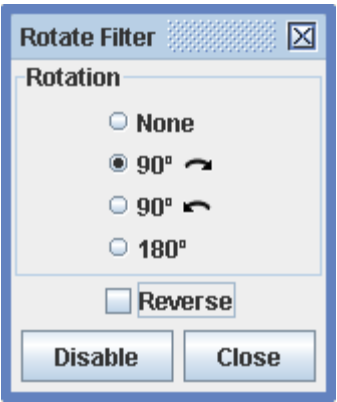 Rotate Filter
Rotation
None
90°
90°
180°
Reverse
Disable Close